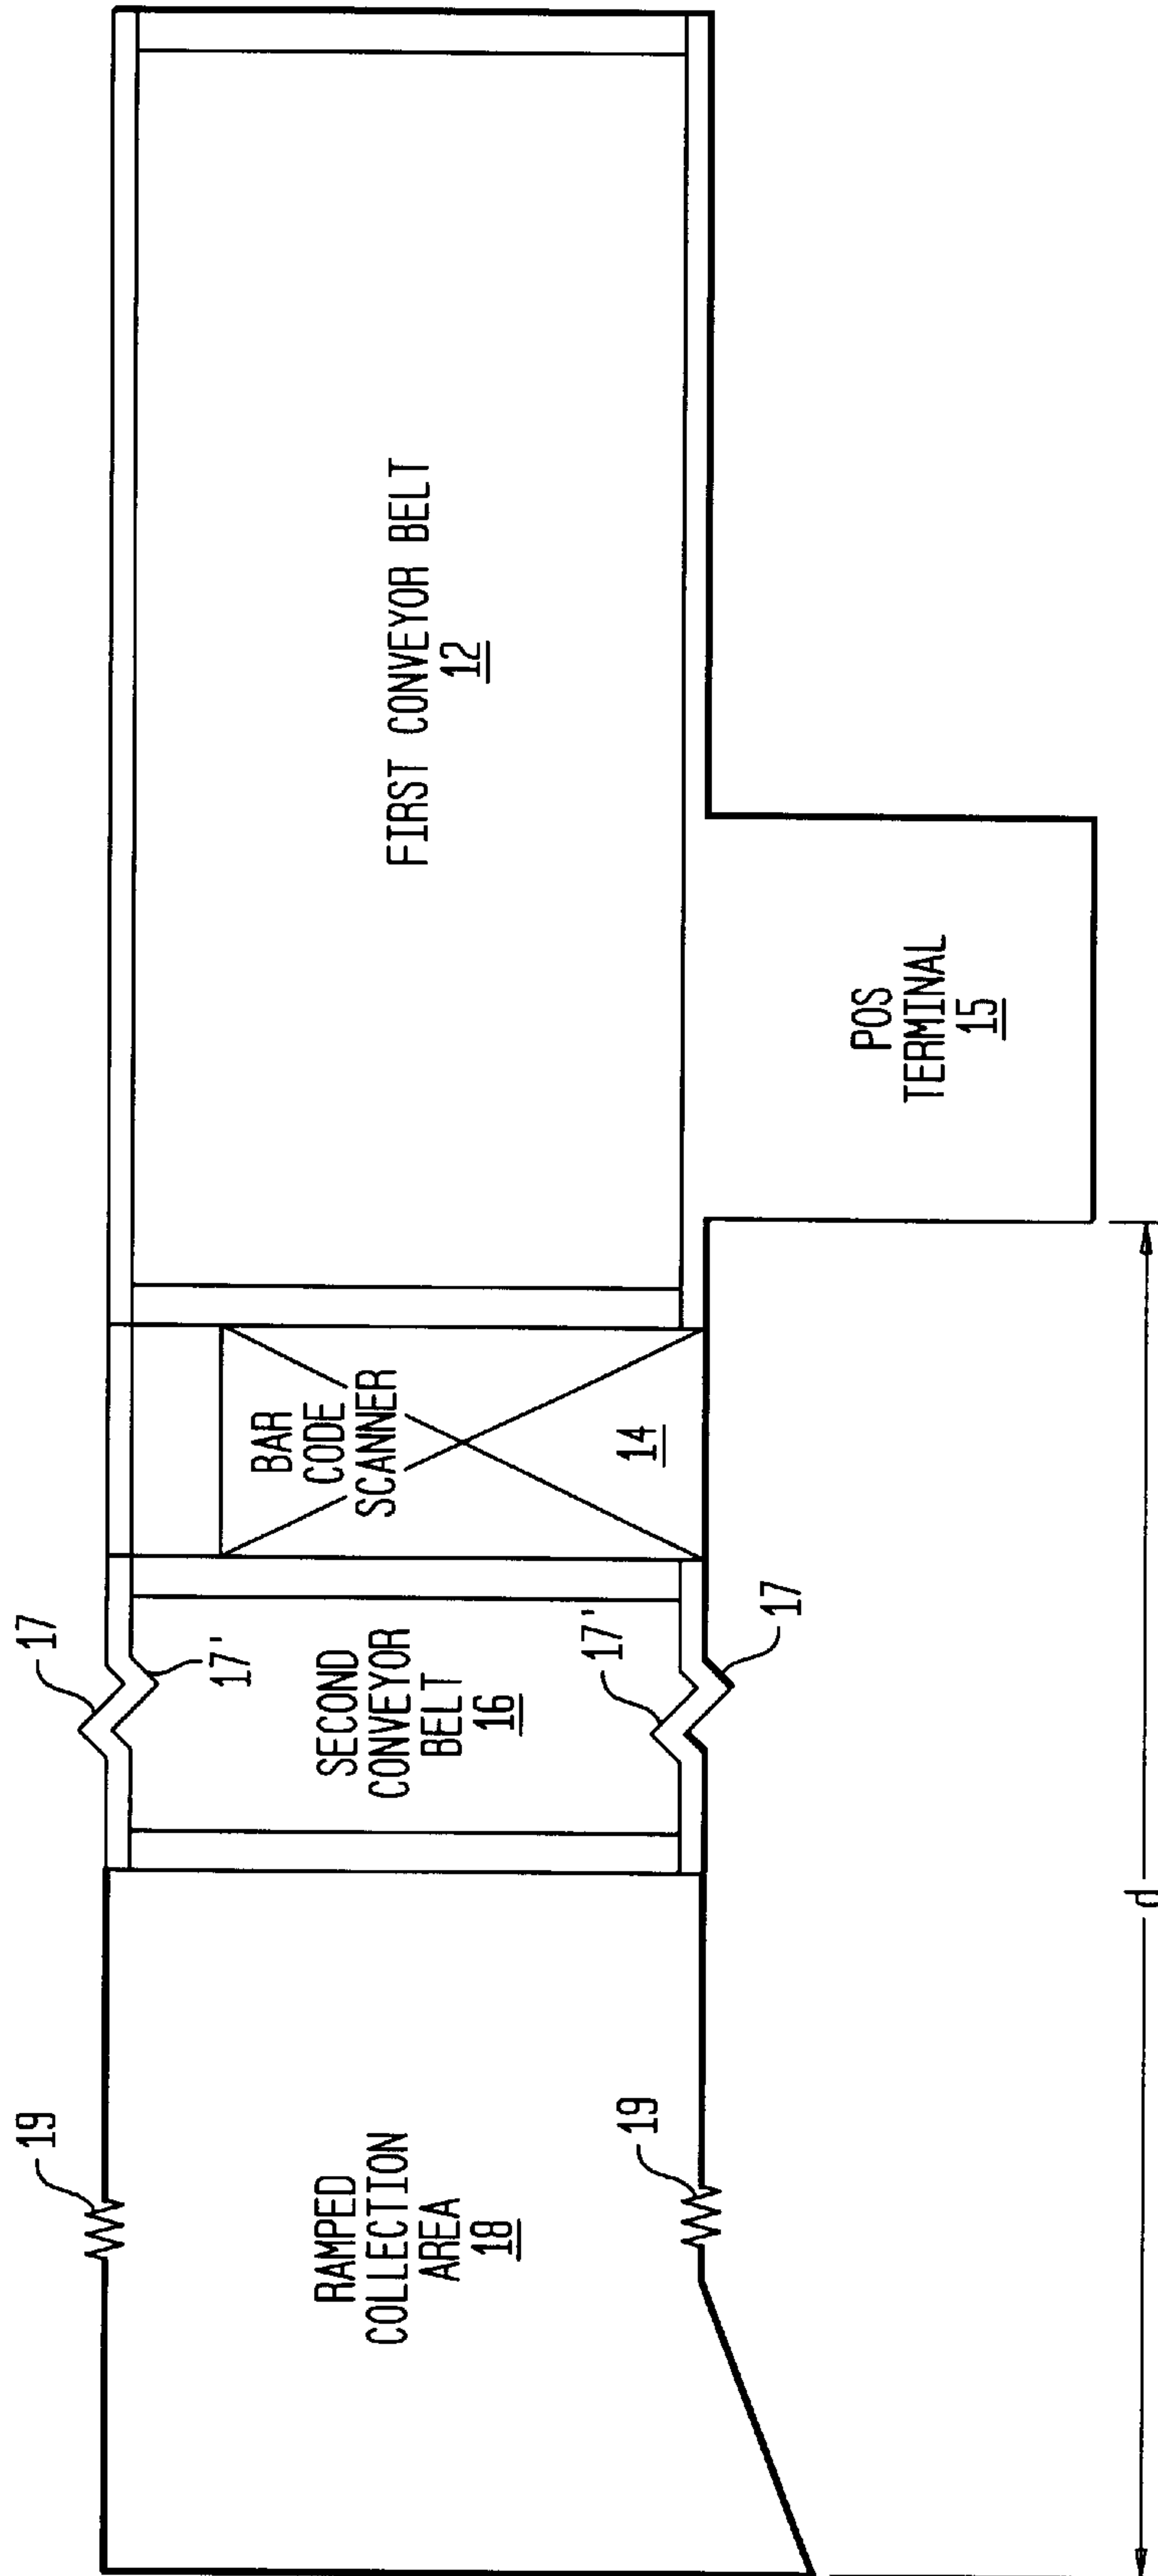 19
17
17'
RAMPED
COLLECTION
AREA
18
SECOND
CONVEYOR
BELT
16
BAR
CODE
SCANNER
14
FIRST CONVEYOR BELT
12
19
17'
17
POS
TERMINAL
15
d